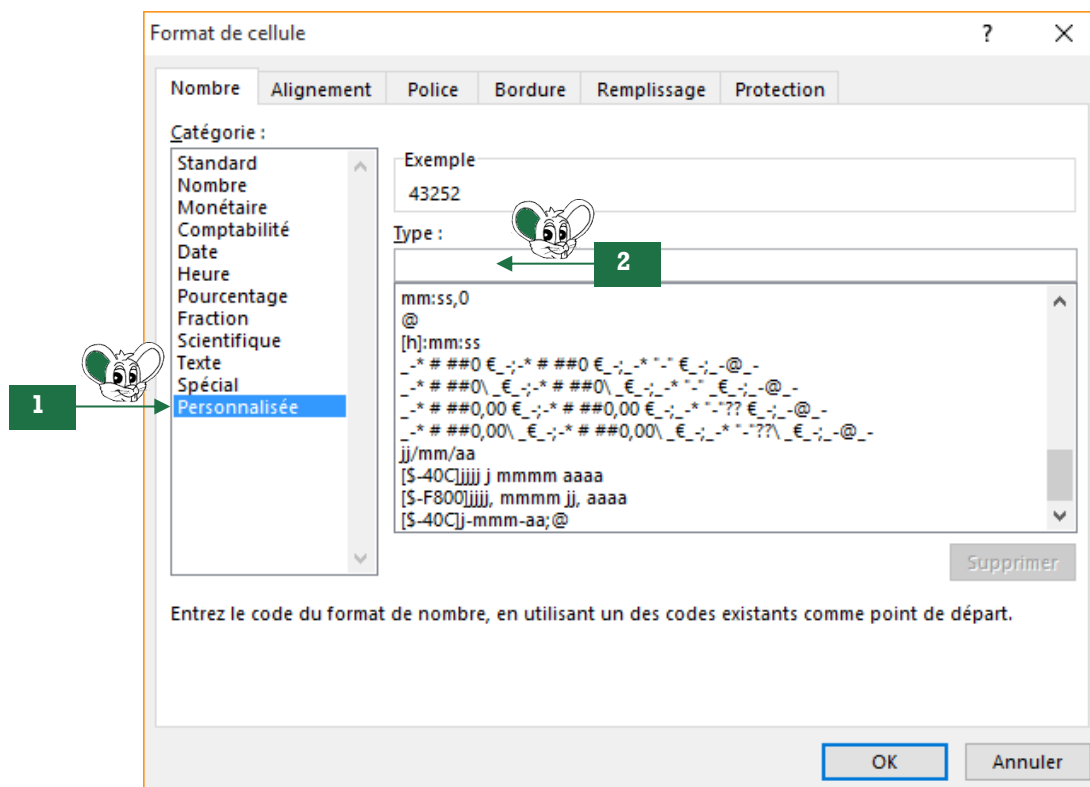 Format de cellule ? ×
Nombre Alignement Police Bordure Remplissage Protection
Catégorie :
Standard
Nombre
Monétaire
Comptabilité
Date
Heure
Pourcentage
Fraction
Scientifique
Texte
Spécial
Personnalisée
1
Exemple
43252
Type :
2
mm:ss,0
@
[h]:mm:ss
_-* # ##0 €_-;-* # ##0 €_-;_-* "-" €_-;_-@_-
_-* # ##0\ _€_-;-* # ##0\ _€_-;_-* "-"\ _€_-;_-@_-
_-* # ##0,00 €_-;-* # ##0,00 €_-;_-* "-"?? €_-;_-@_-
_-* # ##0,00\ _€_-;-* # ##0,00\ _€_-;_-* "-"??\ _€_-;_-@_-
jj/mm/aa
[$-40C]jjjjj j mmmm aaaa
[$-F800]jjjjj, mmmm jj, aaaa
[$-40C]j-mmm-aa;@
Supprimer
Entrez le code du format de nombre, en utilisant un des codes existants comme point de départ.
OK Annuler